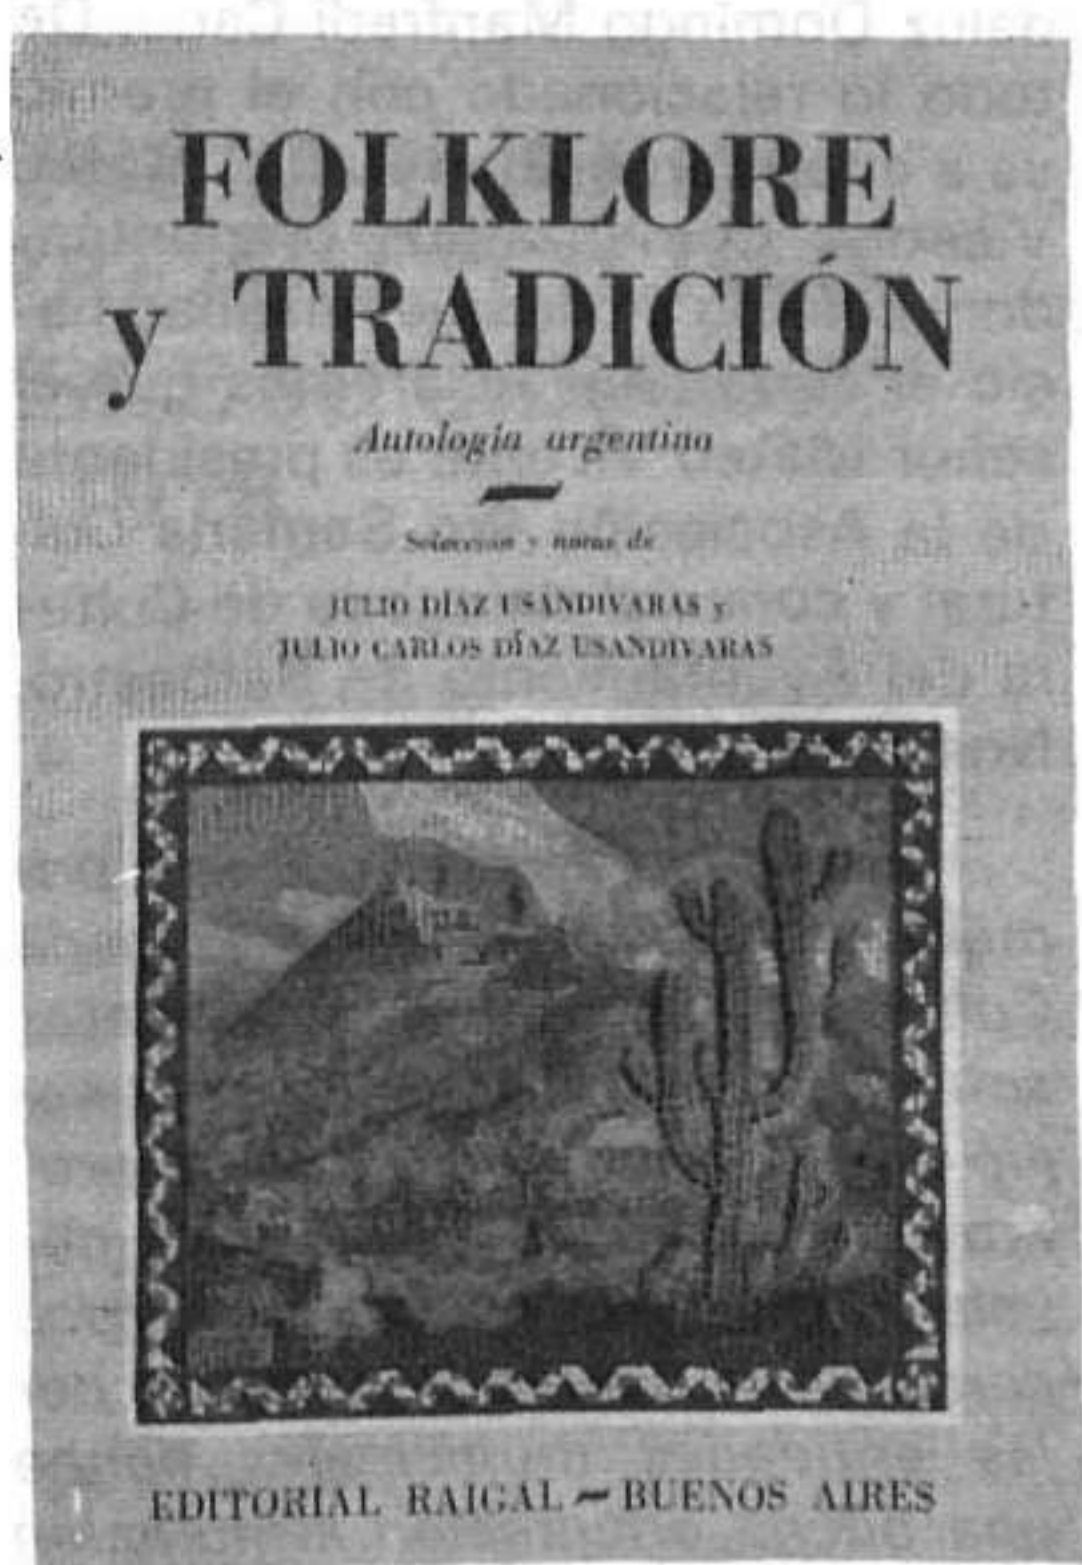 FOLKLORE
y TRADICIÓN
Antología argentina
Selección y notas de
JULIO DÍAZ USANDIVARAS y
JULIO CARLOS DÍAZ USANDIVARAS
EDITORIAL RAIGAL — BUENOS AIRES